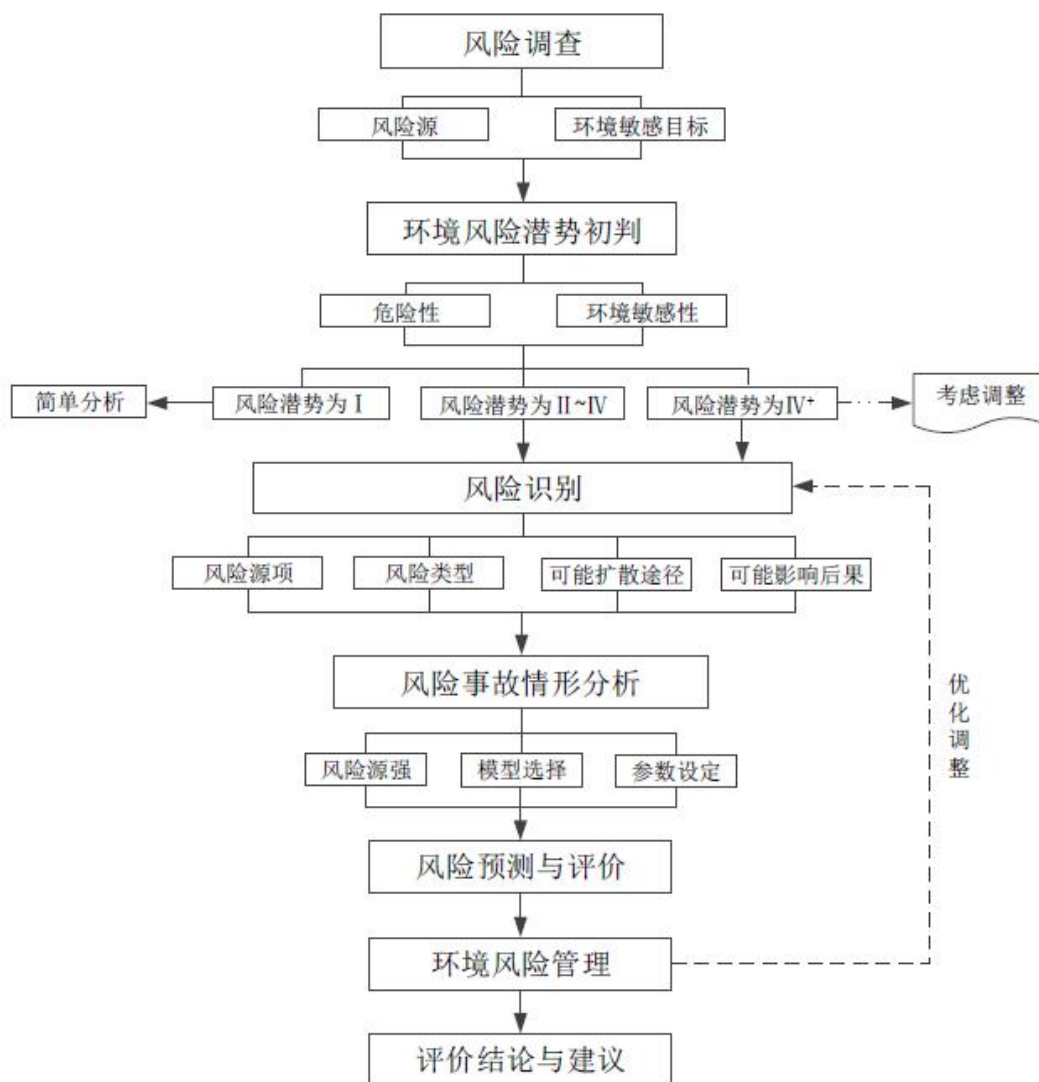 风险调查
风险源
环境敏感目标
环境风险潜势初判
危险性
环境敏感性
简单分析
风险潜势为Ⅰ
风险潜势为Ⅱ~Ⅳ
风险潜势为Ⅳ⁺
考虑调整
风险识别
风险源项
风险类型
可能扩散途径
可能影响后果
风险事故情形分析
优化调整
风险源强
模型选择
参数设定
风险预测与评价
环境风险管理
评价结论与建议